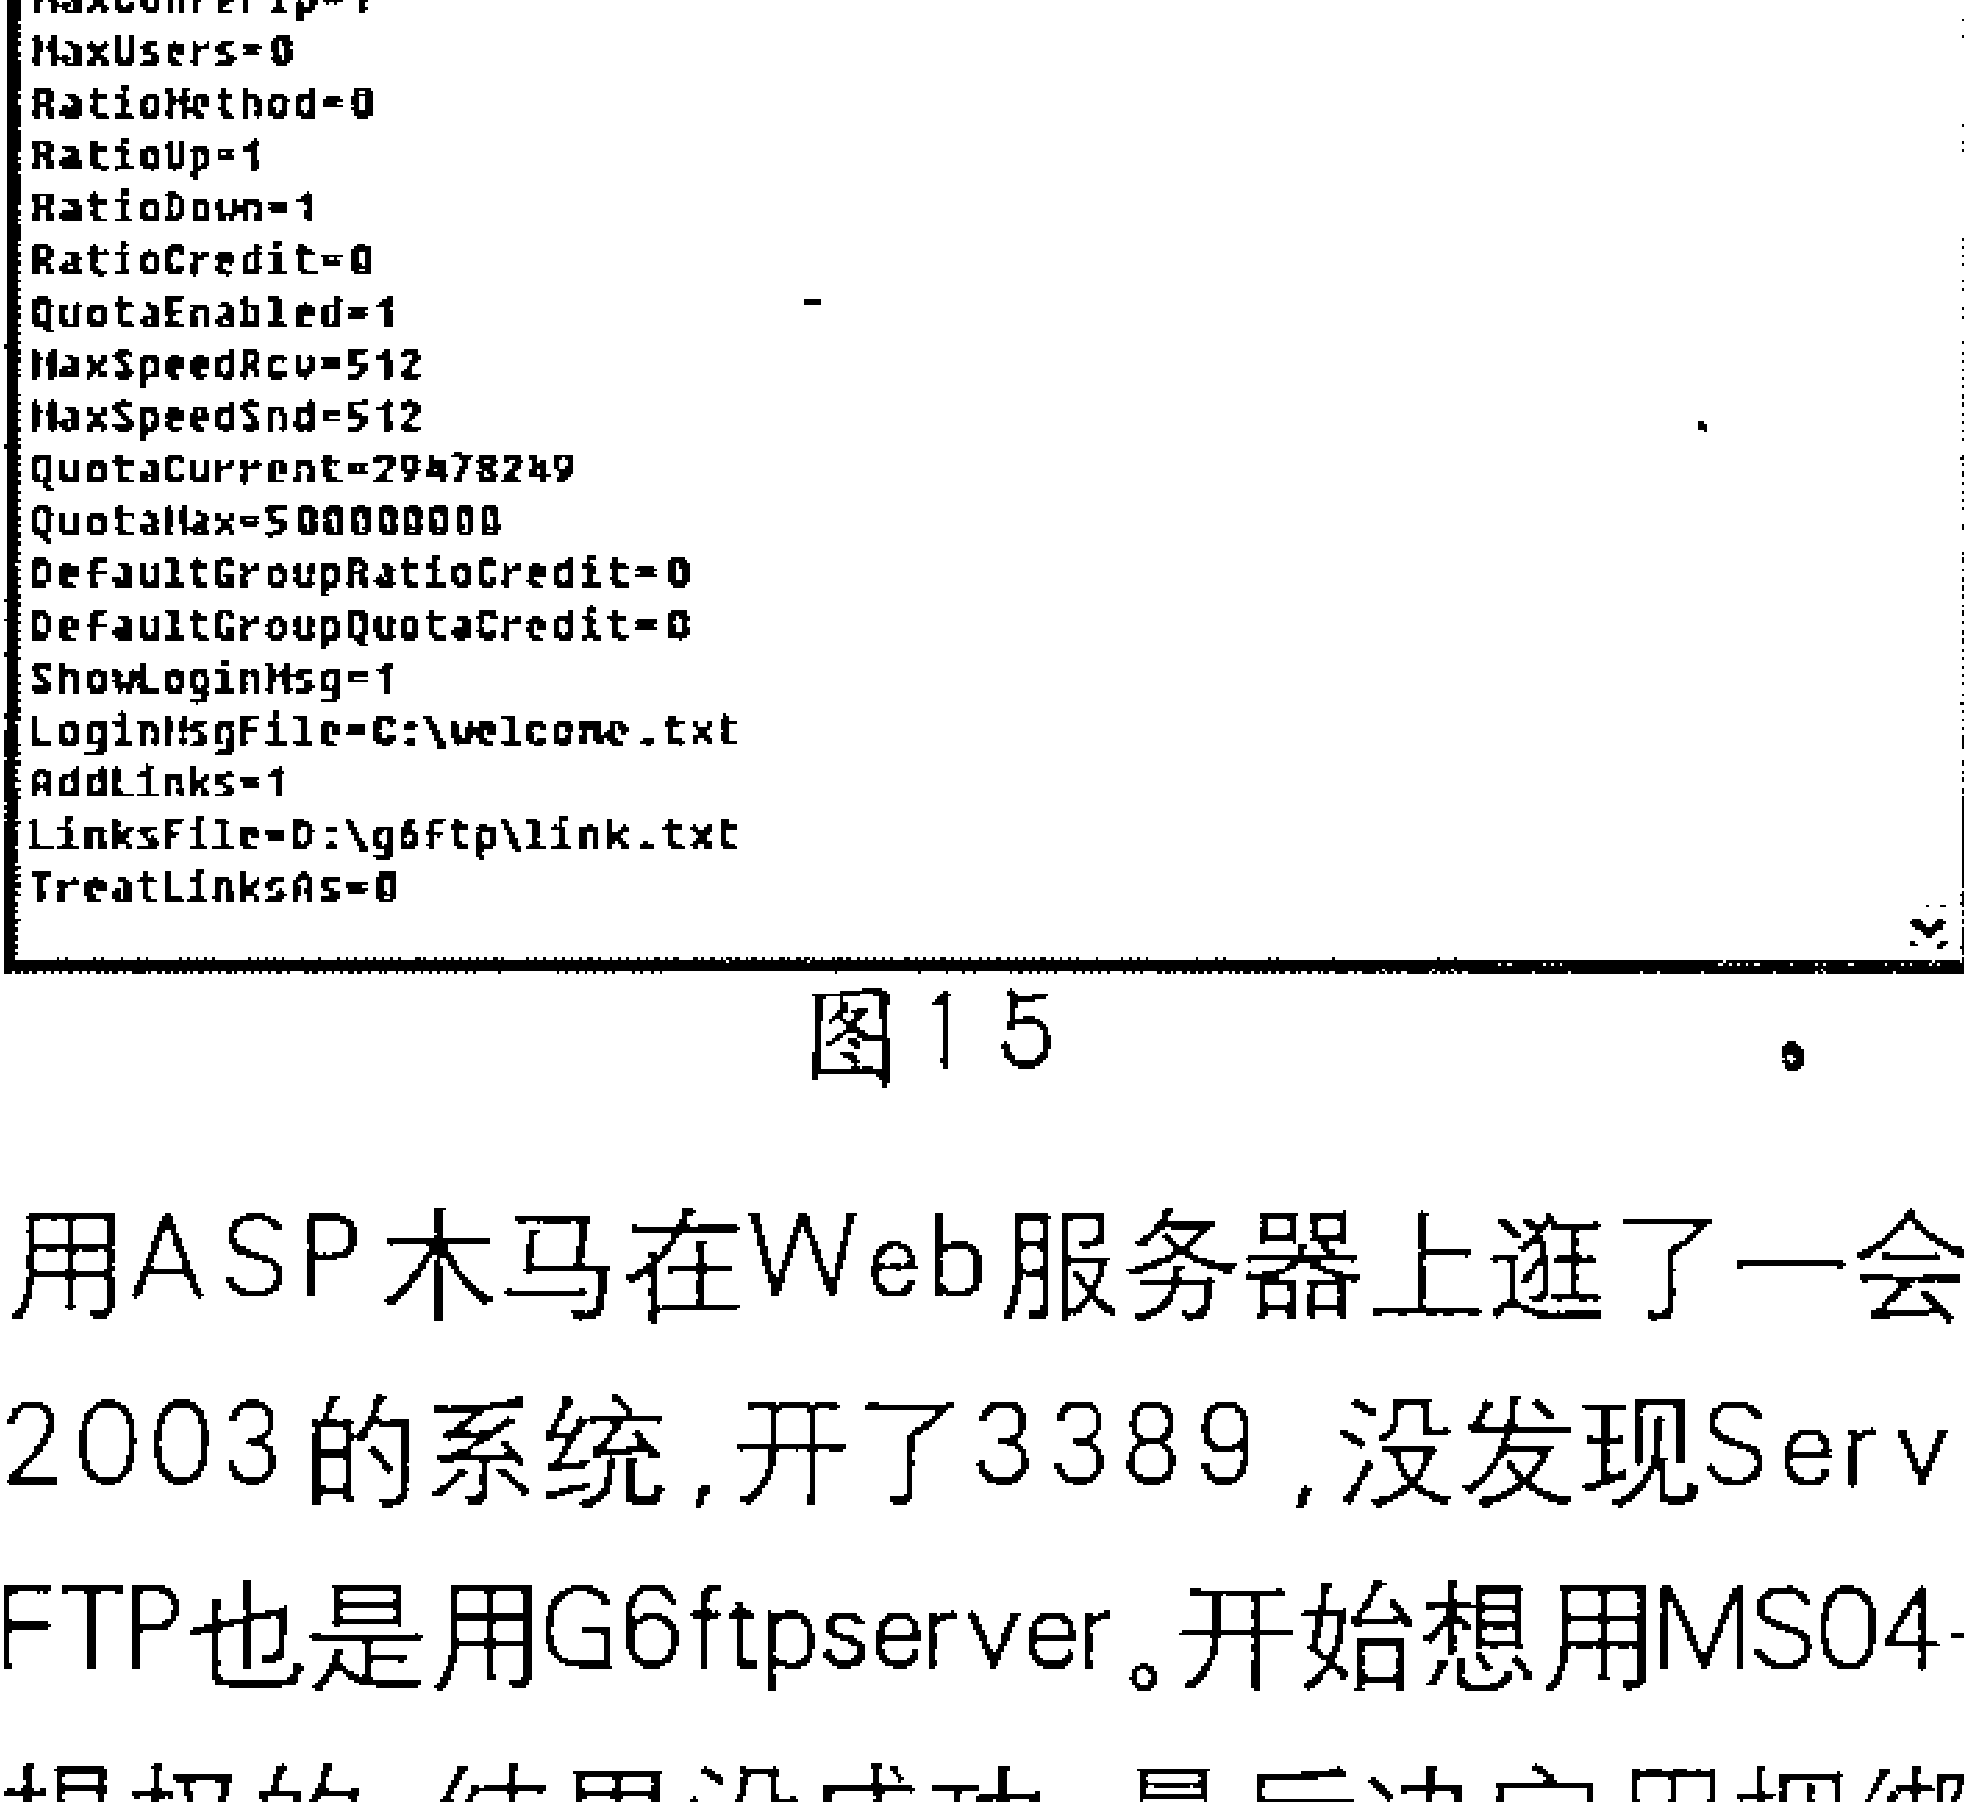 MaxConPerIp=1
MaxUsers=0
RatioMethod=0
RatioUp=1
RatioDown=1
RatioCredit=0
QuotaEnabled=1
MaxSpeedRcv=512
MaxSpeedSnd=512
QuotaCurrent=29478249
QuotaMax=500000000
DefaultGroupRatioCredit=0
DefaultGroupQuotaCredit=0
ShowLoginMsg=1
LoginMsgFile=C:\welcome.txt
AddLinks=1
LinksFile=D:\g6ftp\link.txt
TreatLinksAs=0
图15
用ASP木马在Web服务器上逛了一会
2003的系统,开了3389,没发现Serv
FTP也是用G6ftpserver。开始想用MS04-